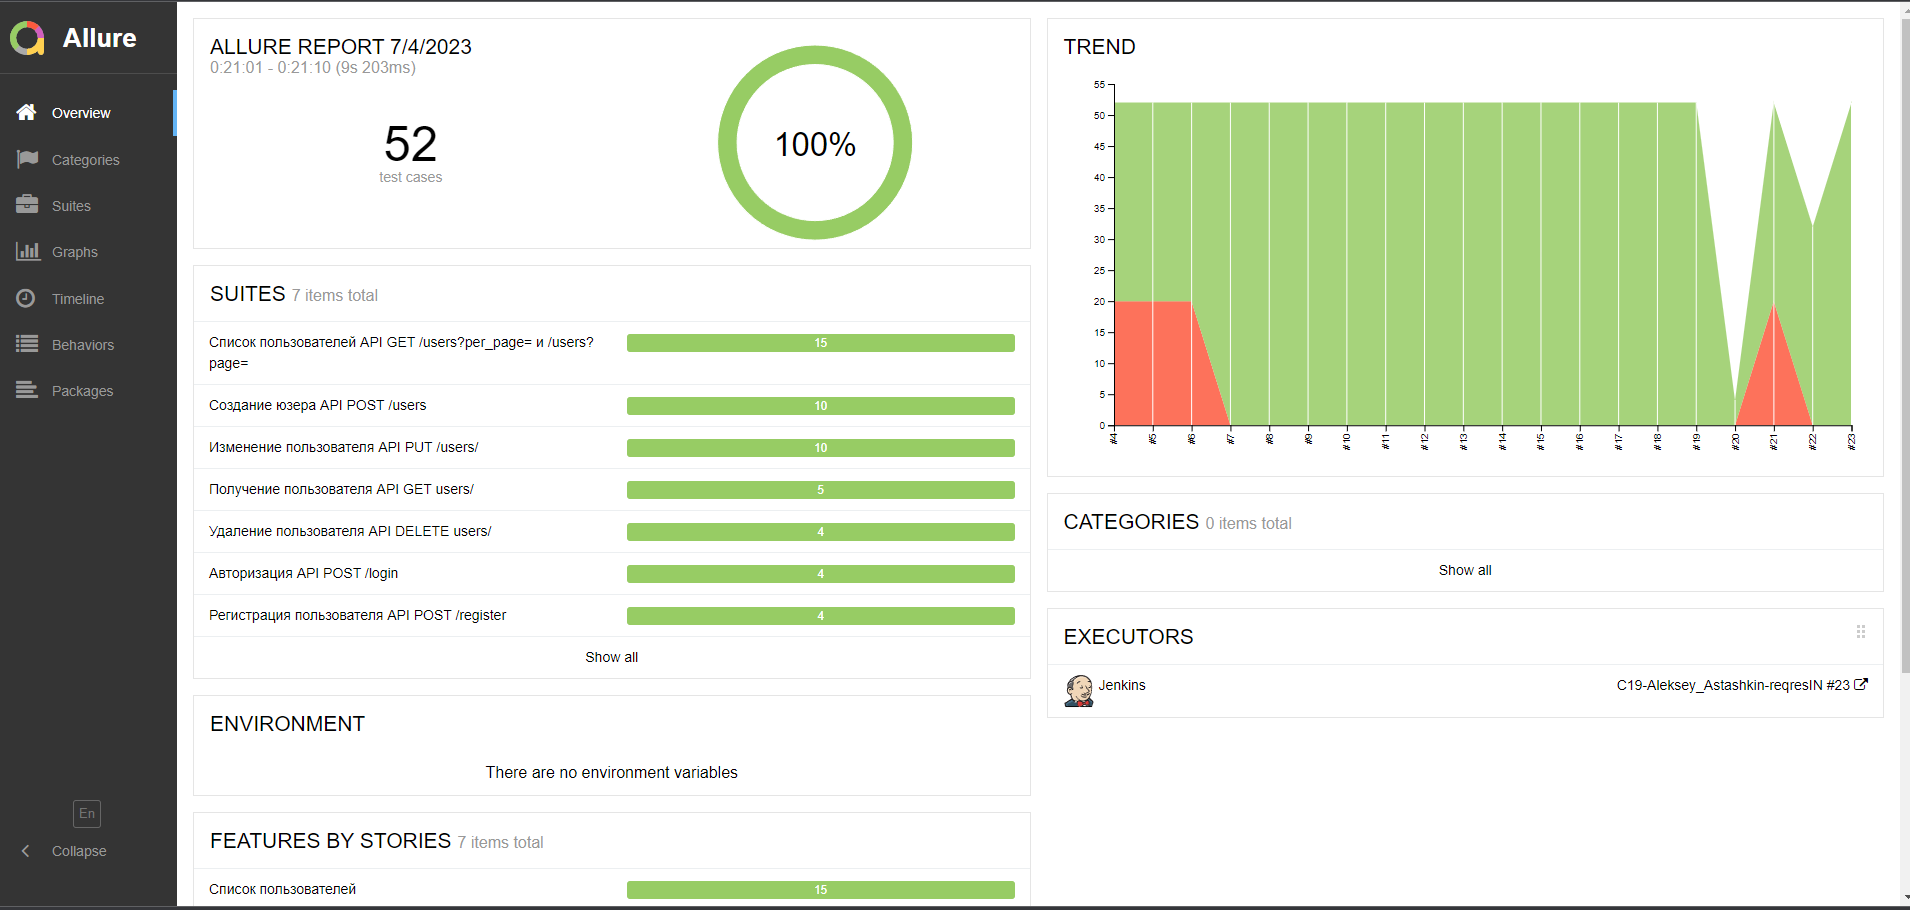 Allure
Overview
Categories
Suites
Graphs
Timeline
Behaviors
Packages
En
Collapse
ALLURE REPORT 7/4/2023
0:21:01 - 0:21:10 (9s 203ms)
52
test cases
100%
SUITES 7 items total
Список пользователей API GET /users?per_page= и /users?
page=
15
Создание юзера API POST /users
10
Изменение пользователя API PUT /users/
10
Получение пользователя API GET users/
5
Удаление пользователя API DELETE users/
4
Авторизация API POST /login
4
Регистрация пользователя API POST /register
4
Show all
ENVIRONMENT
There are no environment variables
FEATURES BY STORIES 7 items total
Список пользователей
15
TREND
55
50
45
40
35
30
25
20
15
10
5
0
#4
#5
#6
#7
#8
#9
#10
#11
#12
#13
#14
#15
#16
#17
#18
#19
#20
#21
#22
#23
CATEGORIES 0 items total
Show all
EXECUTORS
Jenkins
C19-Aleksey_Astashkin-reqresIN #23